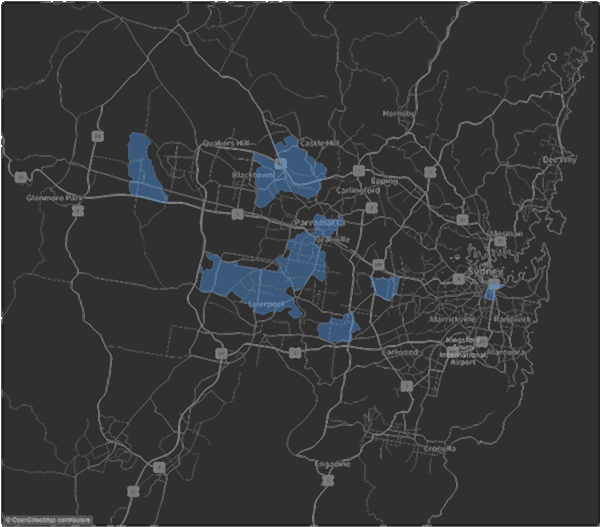 Hornsby
Quakers Hill
Castle Hill
Dee Why
Blacktown
Epping
Carlingford
Glenmore Park
Parramatta
Granville
Mosman
Sydney
Liverpool
Marrickville
Randwick
Earlwood
Kingsford
Smith
International
Airport
Maroubra
Cronulla
Engadine
© OpenStreetMap contributors